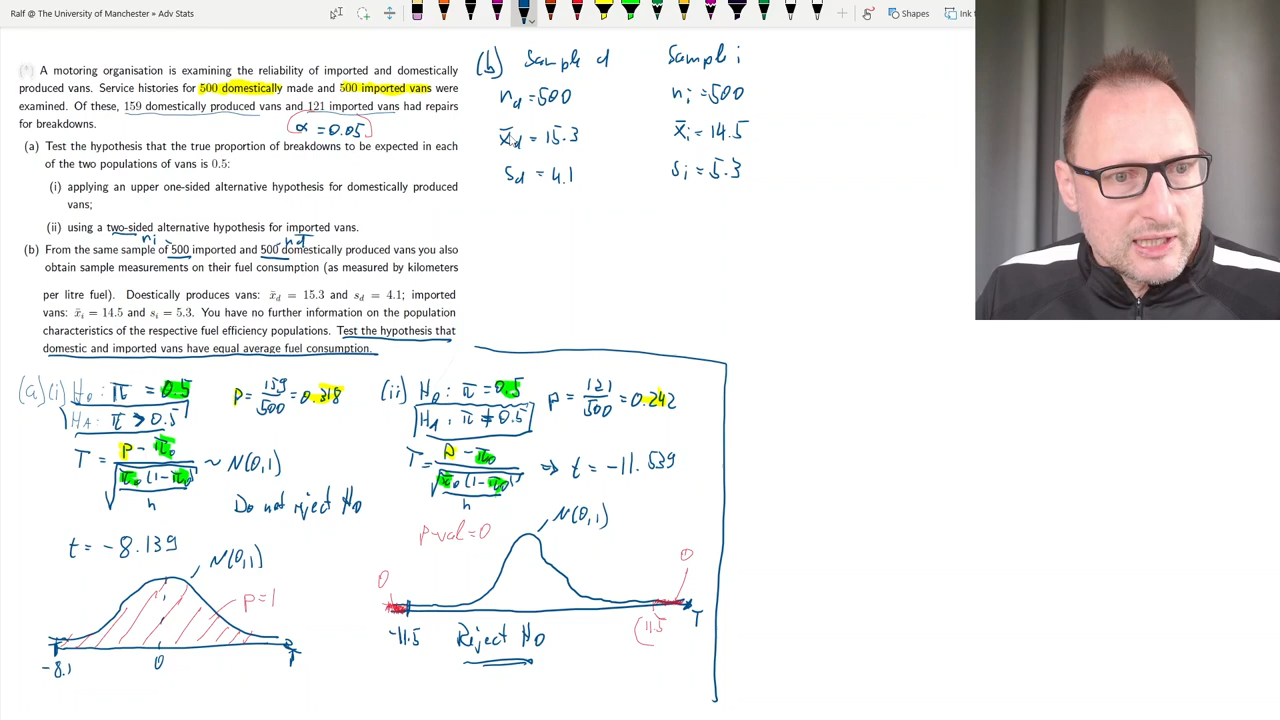 Ralf @ The University of Manchester » Adv Stats
Shapes
Ink t
(*) A motoring organisation is examining the reliability of imported and domestically
produced vans. Service histories for 500 domestically made and 500 imported vans were
examined. Of these, 159 domestically produced vans and 121 imported vans had repairs
for breakdowns.
α = 0.05
(a) Test the hypothesis that the true proportion of breakdowns to be expected in each
of the two populations of vans is 0.5:
(i) applying an upper one-sided alternative hypothesis for domestically produced
vans;
(ii) using a two-sided alternative hypothesis for imported vans.
ni nd
(b) From the same sample of 500 imported and 500 domestically produced vans you also
obtain sample measurements on their fuel consumption (as measured by kilometers
per litre fuel). Doestically produces vans: x̄d = 15.3 and sd = 4.1; imported
vans: x̄i = 14.5 and si = 5.3. You have no further information on the population
characteristics of the respective fuel efficiency populations. Test the hypothesis that
domestic and imported vans have equal average fuel consumption.
(b) Sample d Sample i
nd = 500 ni = 500
x̄d = 15.3 x̄i = 14.5
sd = 4.1 si = 5.3
(a)(i) H0: π = 0.5 p = 159/500 = 0.318
HA: π > 0.5
T = (p - π0)/√(π0(1-π0)/n) ~ N(0,1)
Do not reject H0
t = -8.139
N(0,1)
p=1
-8.1 0 T
(ii) H0: π = 0.5 p = 121/500 = 0.242
HA: π ≠ 0.5
T = (p - π0)/√(π0(1-π0)/n) ⇒ t = -11.539
p-val = 0
N(0,1)
0 0
-11.5 11.5 T
Reject H0